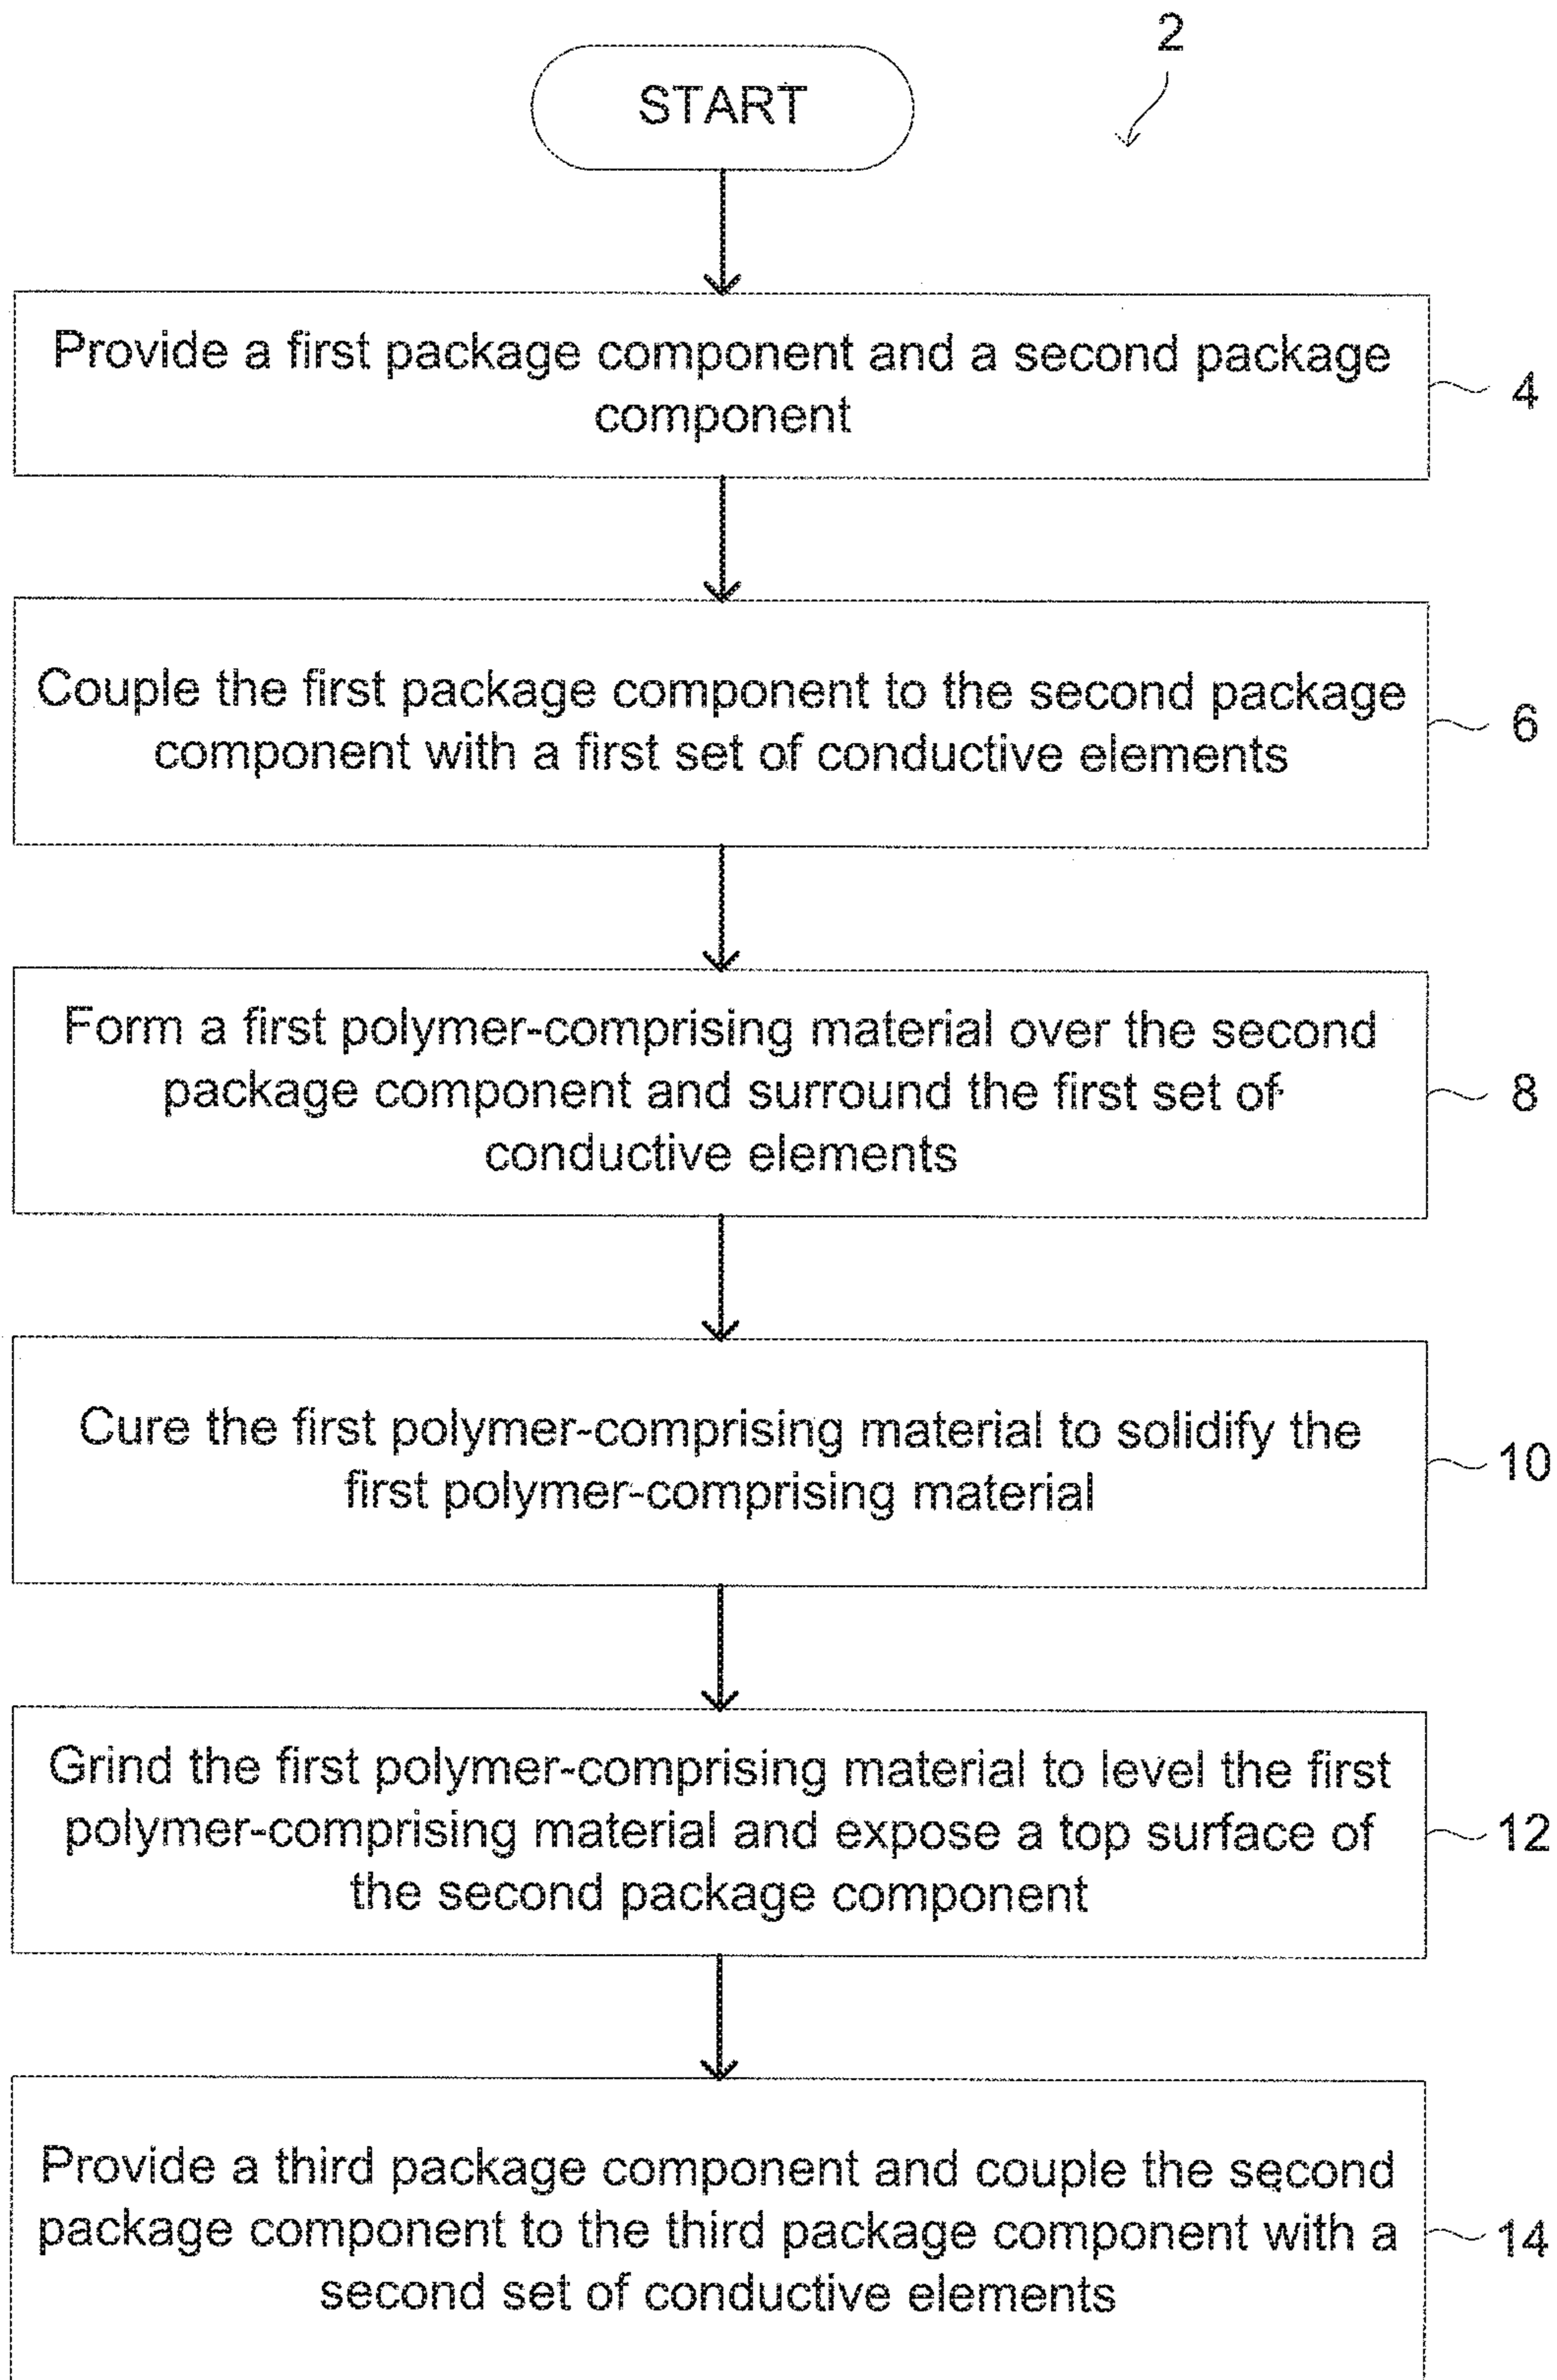 2
START
Provide a first package component and a second package
component
4
Couple the first package component to the second package
component with a first set of conductive elements
6
Form a first polymer-comprising material over the second
package component and surround the first set of
conductive elements
8
Cure the first polymer-comprising material to solidify the
first polymer-comprising material
10
Grind the first polymer-comprising material to level the first
polymer-comprising material and expose a top surface of
the second package component
12
Provide a third package component and couple the second
package component to the third package component with a
second set of conductive elements
14